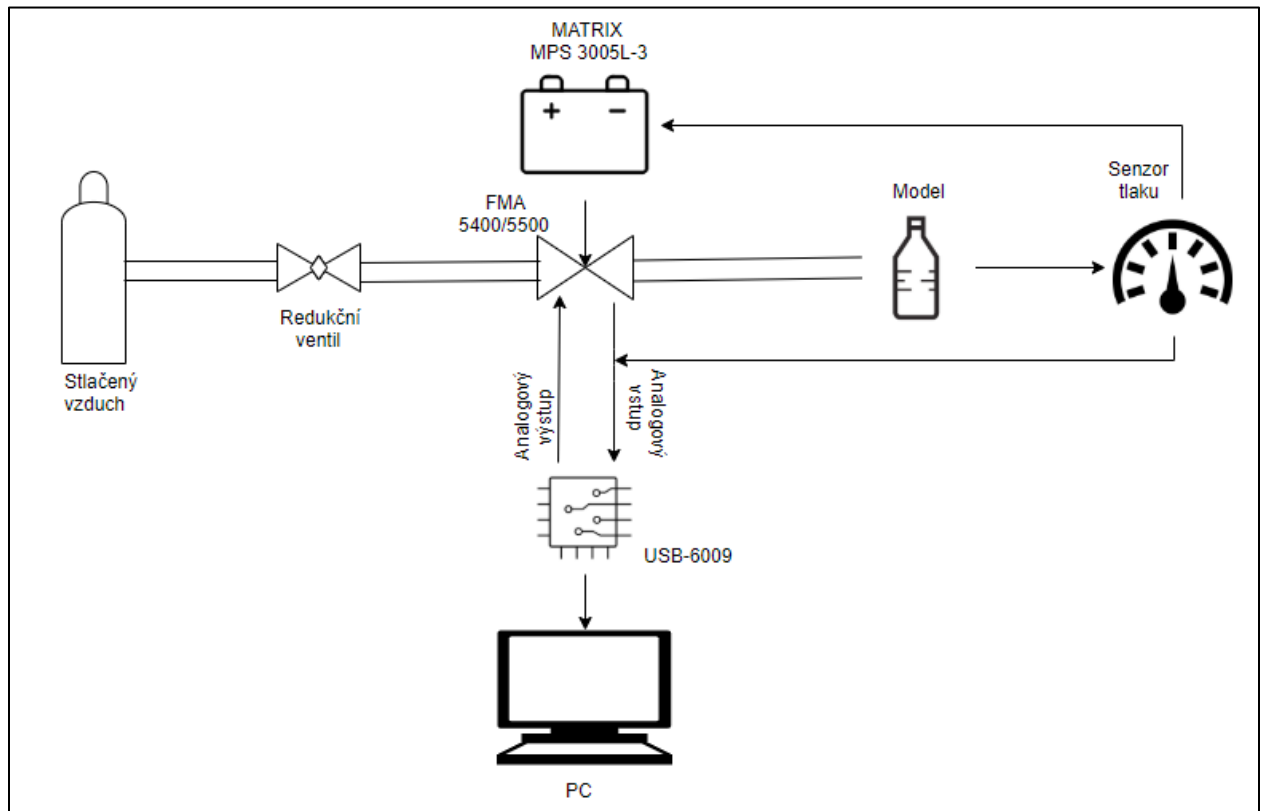 MATRIX
MPS 3005L-3
+ -
FMA
5400/5500
Model
Senzor
tlaku
Redukční
ventil
Stlačený
vzduch
Analogový
výstup
Analogový
vstup
USB-6009
PC